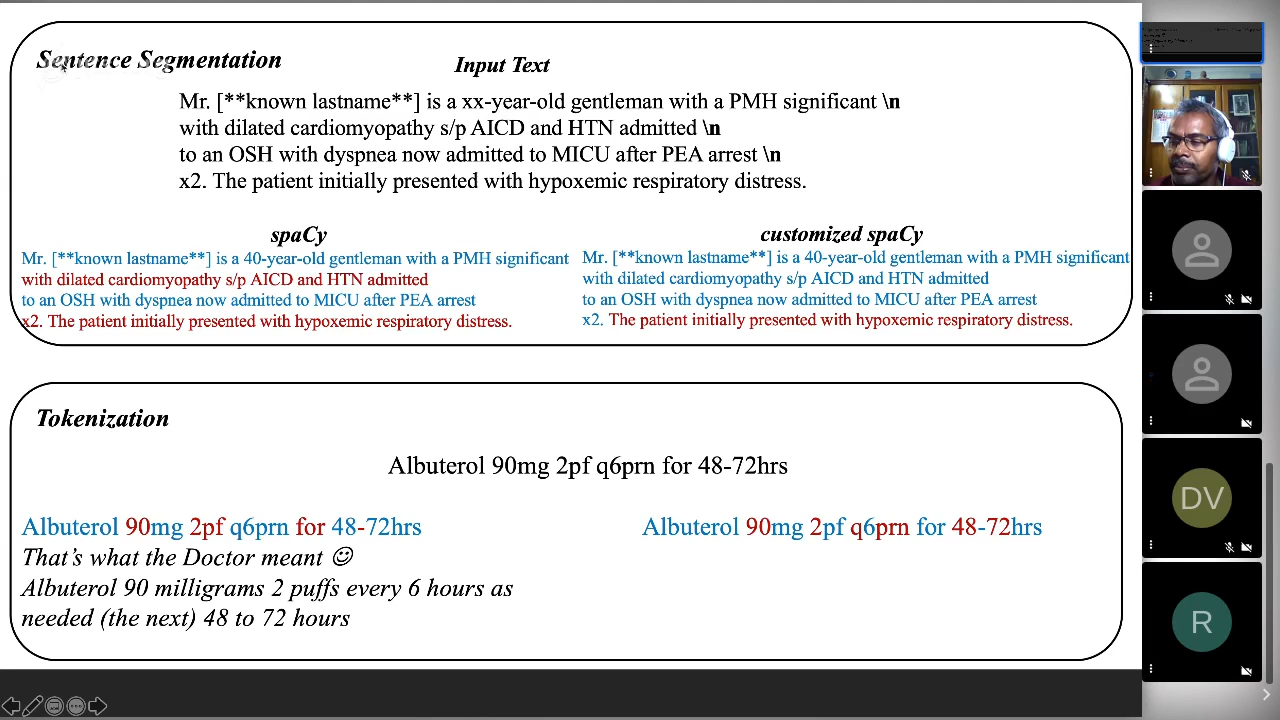 Sentence Segmentation
Input Text
Mr. [**known lastname**] is a xx-year-old gentleman with a PMH significant \n
with dilated cardiomyopathy s/p AICD and HTN admitted \n
to an OSH with dyspnea now admitted to MICU after PEA arrest \n
x2. The patient initially presented with hypoxemic respiratory distress.
spaCy
Mr. [**known lastname**] is a 40-year-old gentleman with a PMH significant
with dilated cardiomyopathy s/p AICD and HTN admitted
to an OSH with dyspnea now admitted to MICU after PEA arrest
x2. The patient initially presented with hypoxemic respiratory distress.
customized spaCy
Mr. [**known lastname**] is a 40-year-old gentleman with a PMH significant
with dilated cardiomyopathy s/p AICD and HTN admitted
to an OSH with dyspnea now admitted to MICU after PEA arrest
x2. The patient initially presented with hypoxemic respiratory distress.
Tokenization
Albuterol 90mg 2pf q6prn for 48-72hrs
Albuterol 90mg 2pf q6prn for 48-72hrs
That's what the Doctor meant ☺
Albuterol 90 milligrams 2 puffs every 6 hours as
needed (the next) 48 to 72 hours
Albuterol 90mg 2pf q6prn for 48-72hrs
DV
R